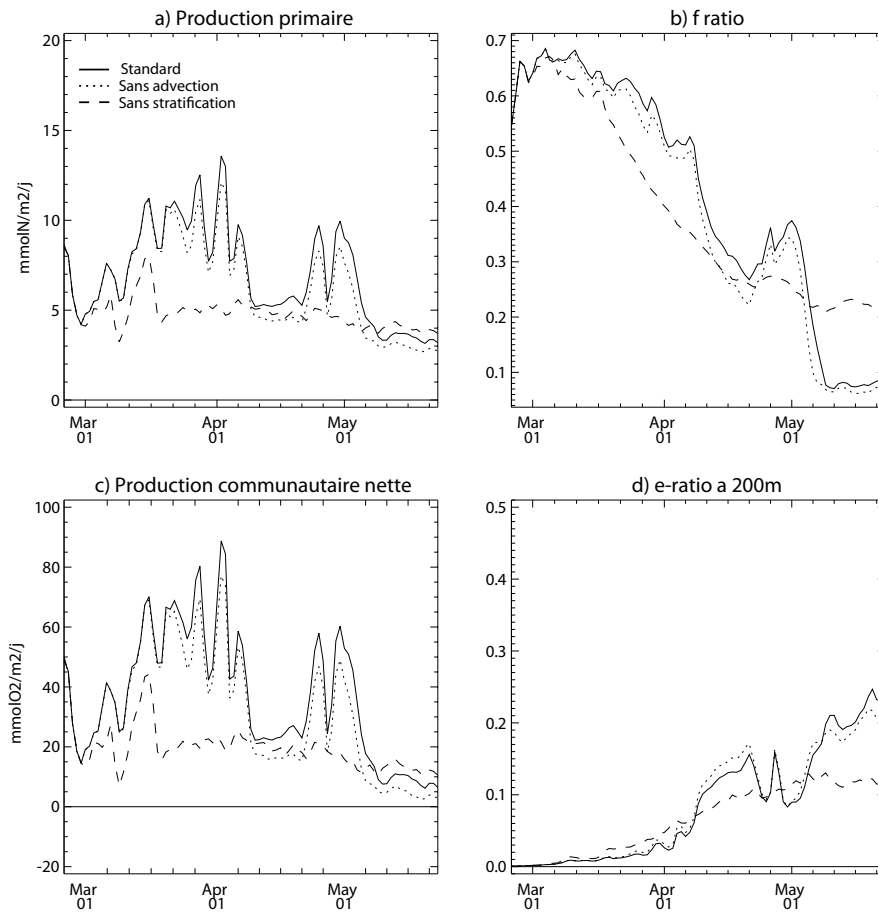 a) Production primaire
20
15
10
5
0
mmolN/m2/j
Standard
Sans advection
Sans stratification
Mar
01
Apr
01
May
01
b) f ratio
0.7
0.6
0.5
0.4
0.3
0.2
0.1
Mar
01
Apr
01
May
01
c) Production communautaire nette
100
80
60
40
20
0
-20
mmolO2/m2/j
Mar
01
Apr
01
May
01
d) e-ratio a 200m
0.5
0.4
0.3
0.2
0.1
0.0
Mar
01
Apr
01
May
01